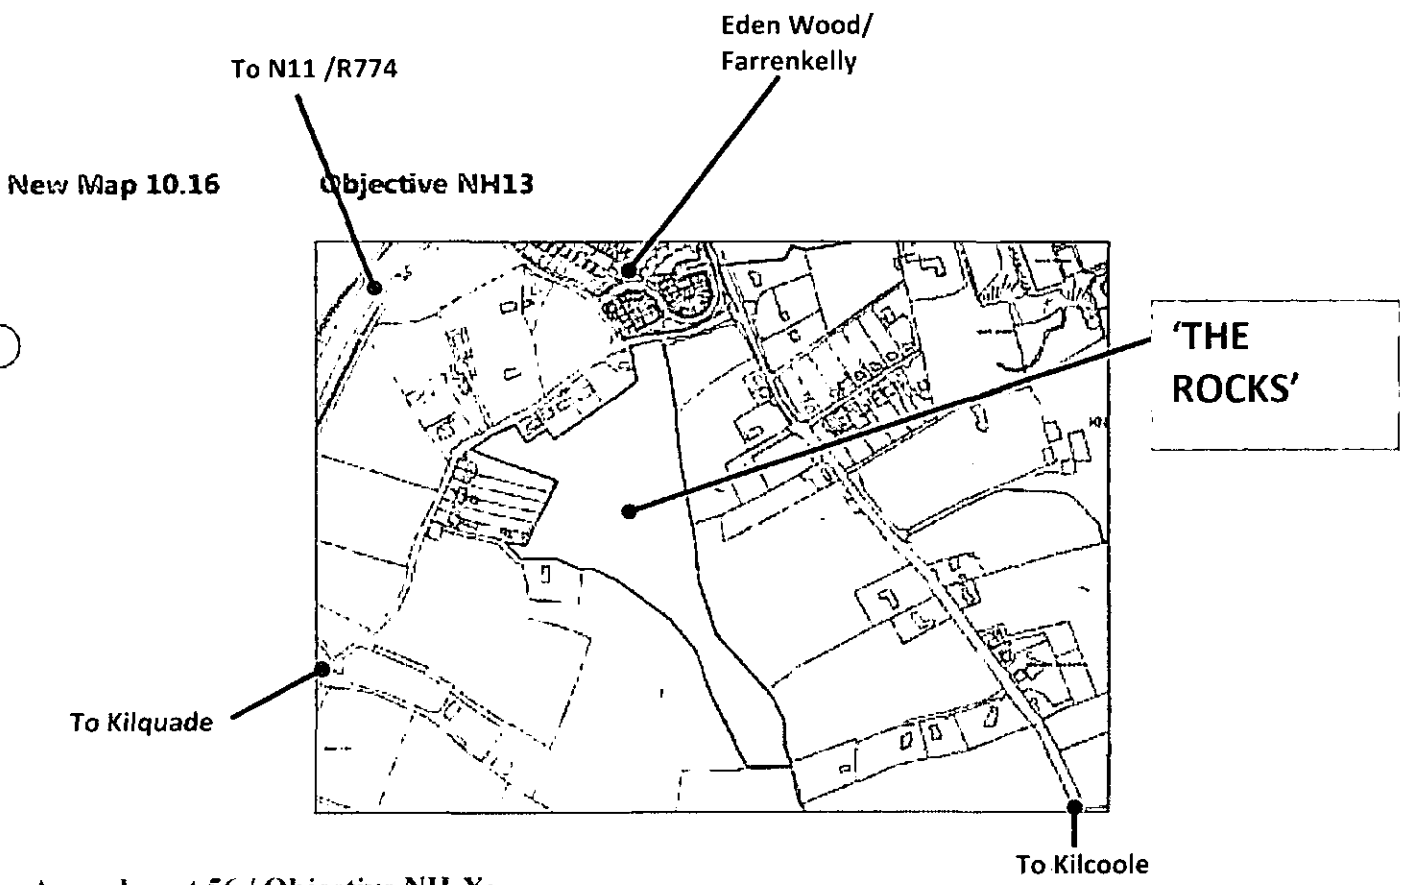 Eden Wood/
Farrenkelly
To N11 /R774
New Map 10.16 Objective NH13
'THE
ROCKS'
To Kilquade
To Kilcoole